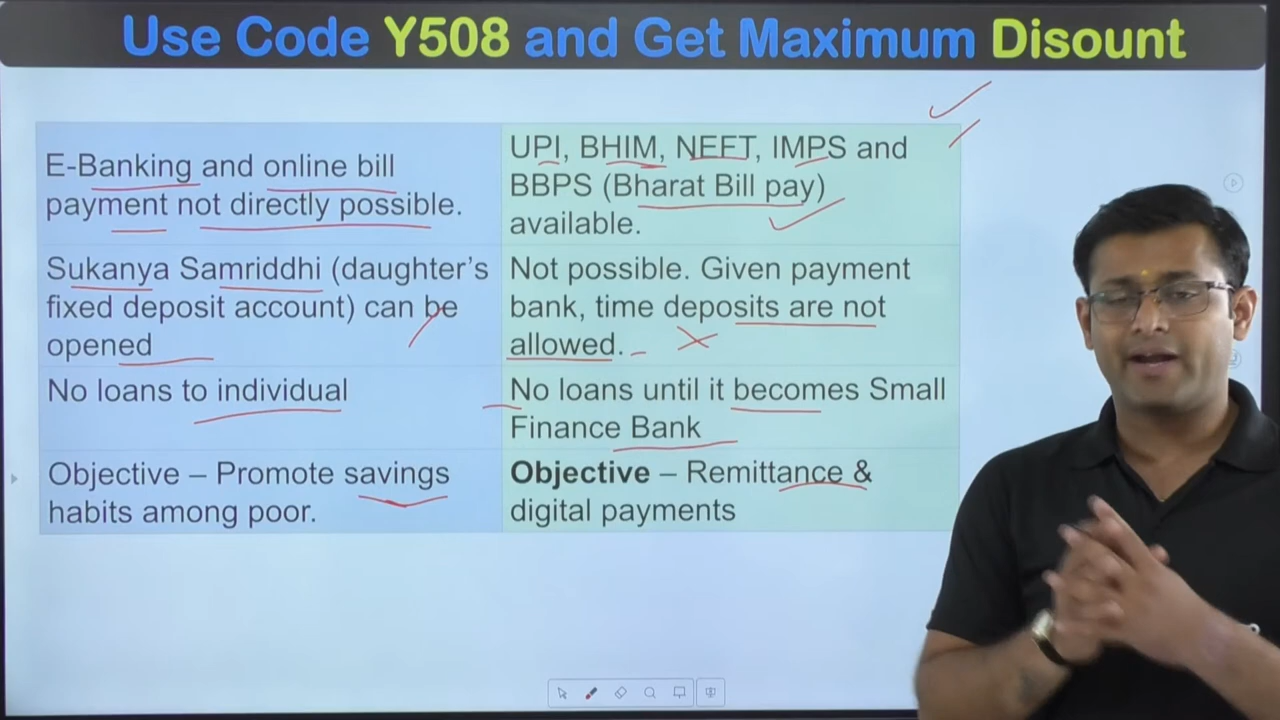 Use Code Y508 and Get Maximum Disount
E-Banking and online bill
payment not directly possible.
UPI, BHIM, NEFT, IMPS and
BBPS (Bharat Bill pay)
available.
Sukanya Samriddhi (daughter's
fixed deposit account) can be
opened
Not possible. Given payment
bank, time deposits are not
allowed.
No loans to individual
No loans until it becomes Small
Finance Bank
Objective – Promote savings
habits among poor.
Objective – Remittance &
digital payments